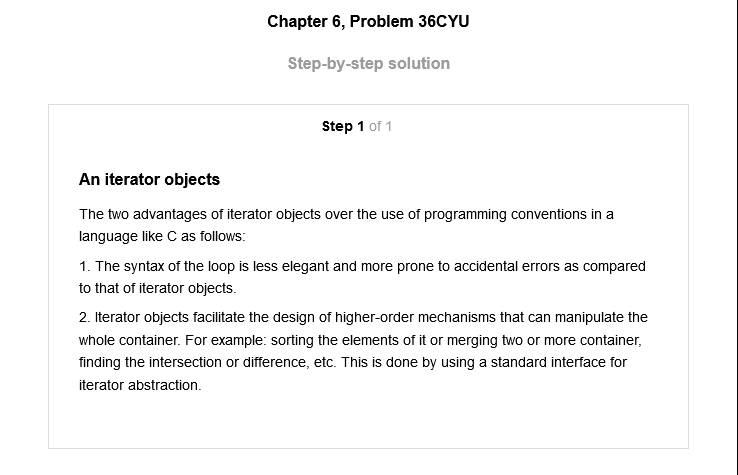 Chapter 6, Problem 36CYU
Step-by-step solution
Step 1 of 1
An iterator objects
The two advantages of iterator objects over the use of programming conventions in a
language like C as follows:
1. The syntax of the loop is less elegant and more prone to accidental errors as compared
to that of iterator objects.
2. Iterator objects facilitate the design of higher-order mechanisms that can manipulate the
whole container. For example: sorting the elements of it or merging two or more container,
finding the intersection or difference, etc. This is done by using a standard interface for
iterator abstraction.